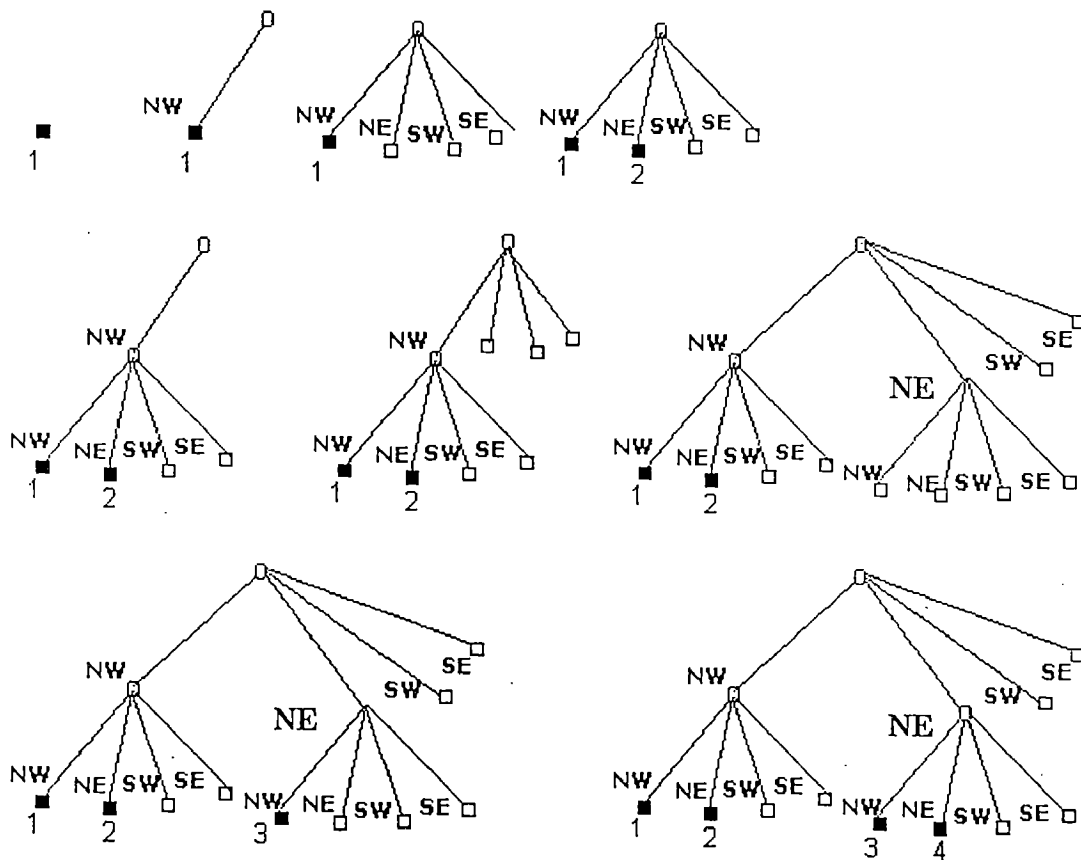 NW NW NE SW SE NW NE SW SE
1 1 1 1 2
NW NW NW
NW NE SW SE NW NE SW SE NE SW SE
NW NE SW SE NW NE SW SE
1 2 1 2 1 2
NW NE SW SE NW NE SW SE
NW NE SW SE NW NE SW SE NW NE SW SE NW NE SW SE
1 2 3 1 2 3 4